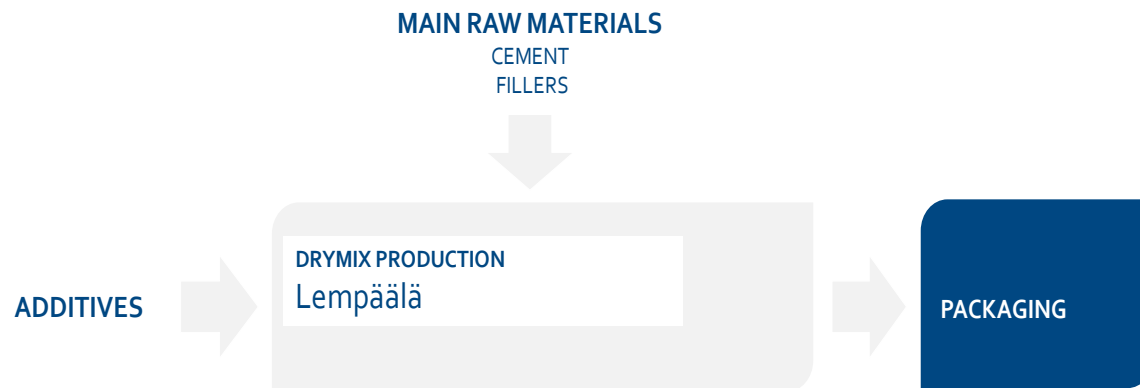 MAIN RAW MATERIALS
CEMENT
FILLERS
DRYMIX PRODUCTION
Lempäälä
ADDITIVES
PACKAGING